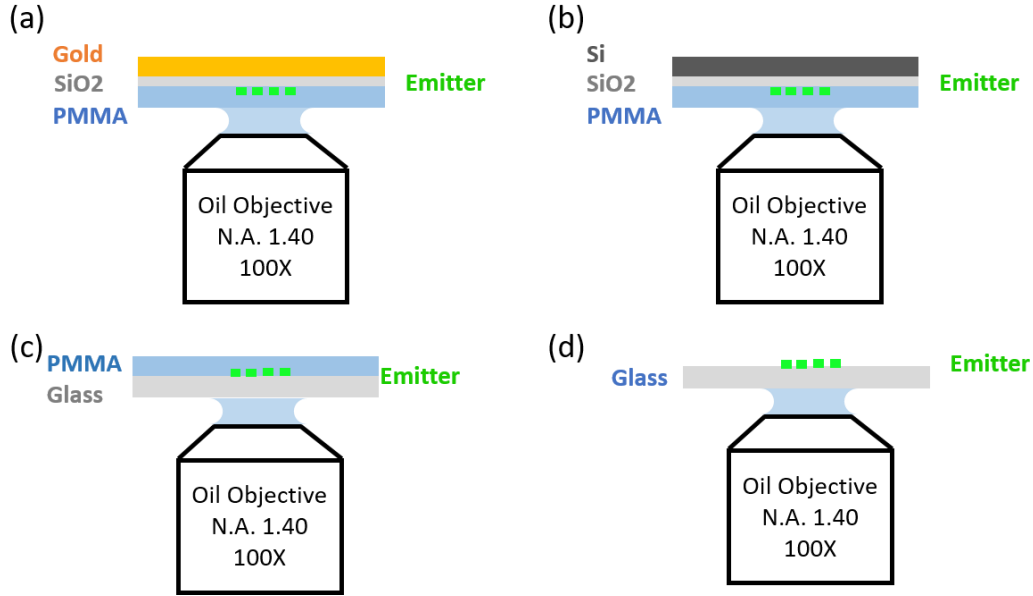 (a)
Gold
SiO2
Emitter
PMMA
Oil Objective
N.A. 1.40
100X
(b)
Si
SiO2
Emitter
PMMA
Oil Objective
N.A. 1.40
100X
(c)
PMMA
Emitter
Glass
Oil Objective
N.A. 1.40
100X
(d)
Glass
Emitter
Oil Objective
N.A. 1.40
100X